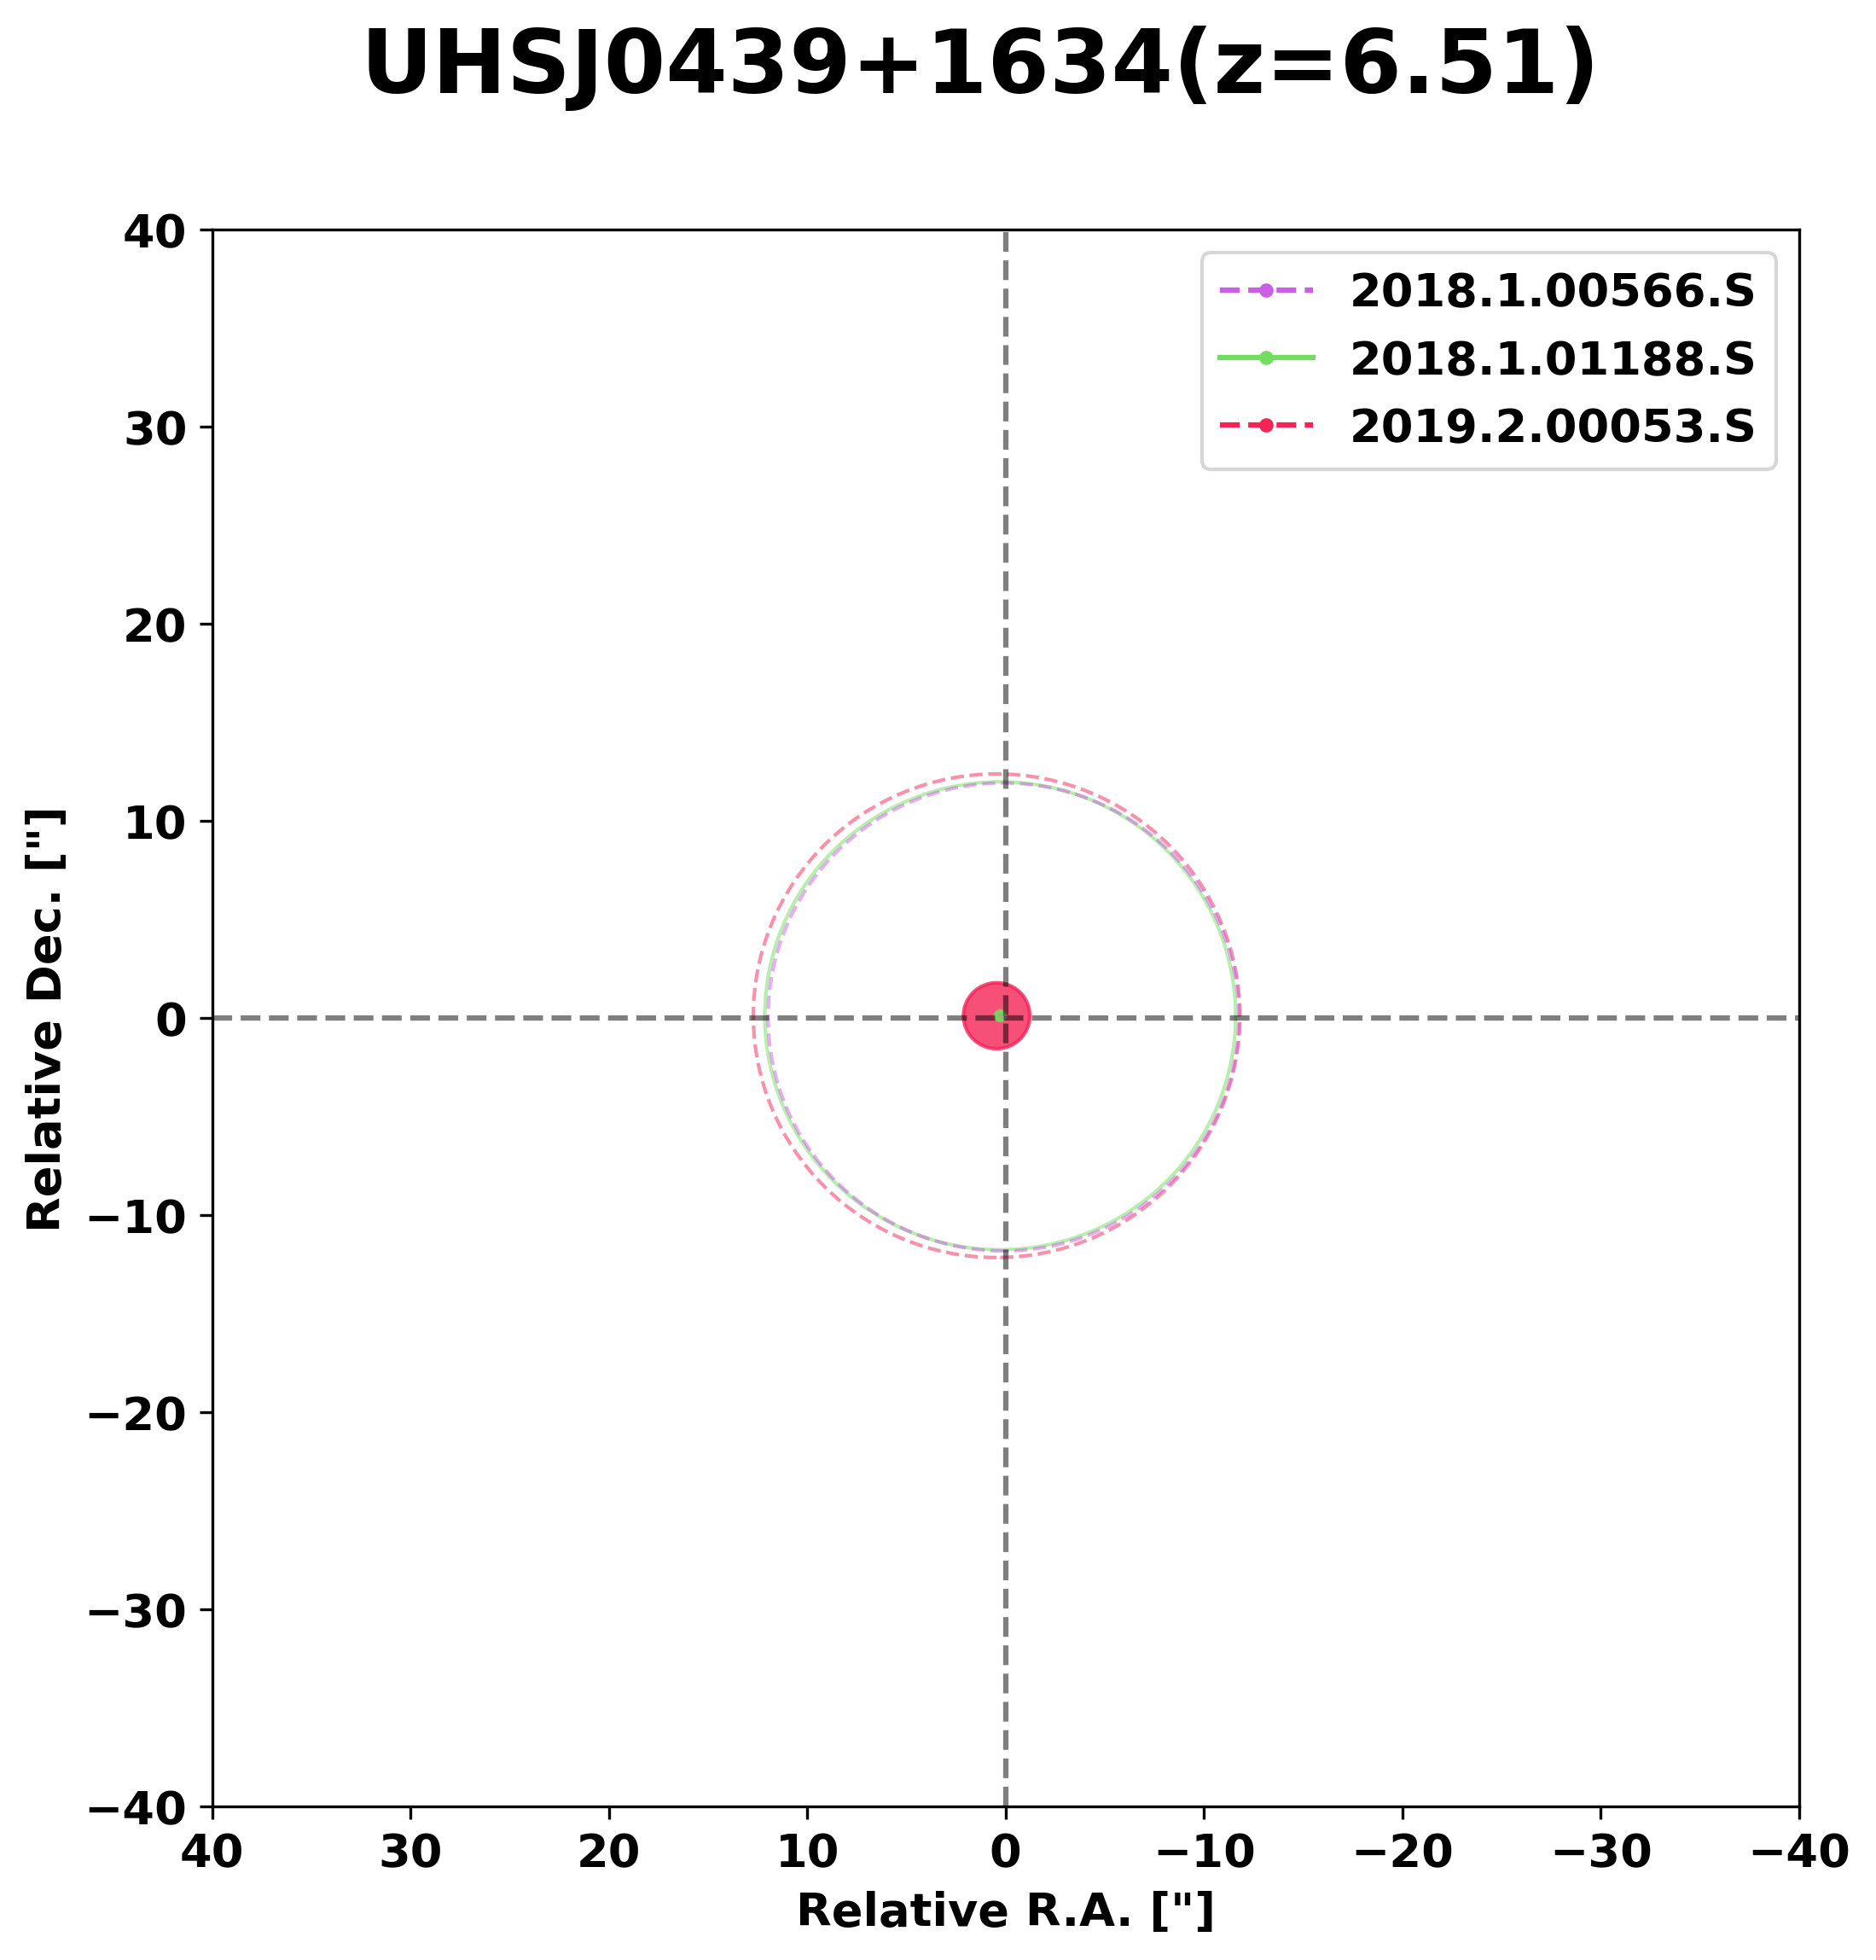 UHSJ0439+1634(z=6.51)
2018.1.00566.S
2018.1.01188.S
2019.2.00053.S
40
30
20
10
0
−10
−20
−30
−40
Relative Dec. ["]
40 30 20 10 0 −10 −20 −30 −40
Relative R.A. ["]